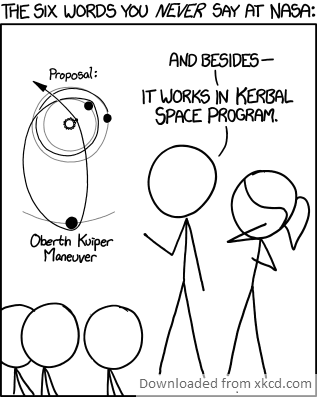 THE SIX WORDS YOU NEVER SAY AT NASA:
Proposal:
AND BESIDES—
IT WORKS IN KERBAL
SPACE PROGRAM.
Oberth Kuiper
Maneuver
Downloaded from xkcd.com